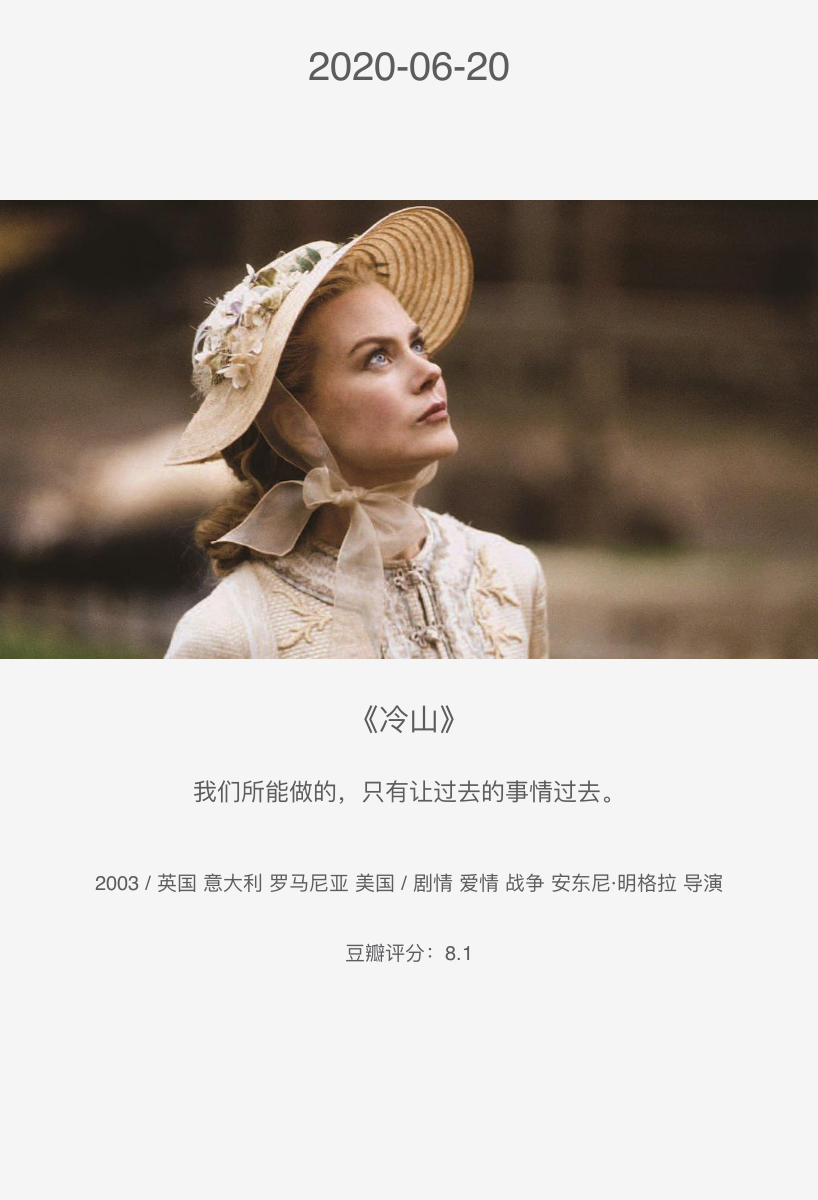 2020-06-20
《冷山》
我们所能做的，只有让过去的事情过去。
2003 / 英国 意大利 罗马尼亚 美国 / 剧情 爱情 战争 安东尼·明格拉 导演
豆瓣评分：8.1